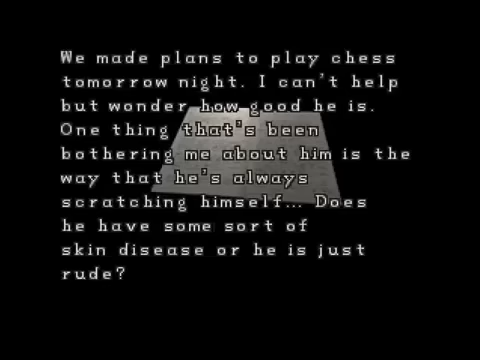 We made plans to play chess
tomorrow night. I can't help
but wonder how good he is.
One thing that's been
bothering me about him is the
way that he's always
scratching himself... Does
he have some sort of
skin disease or he is just
rude?